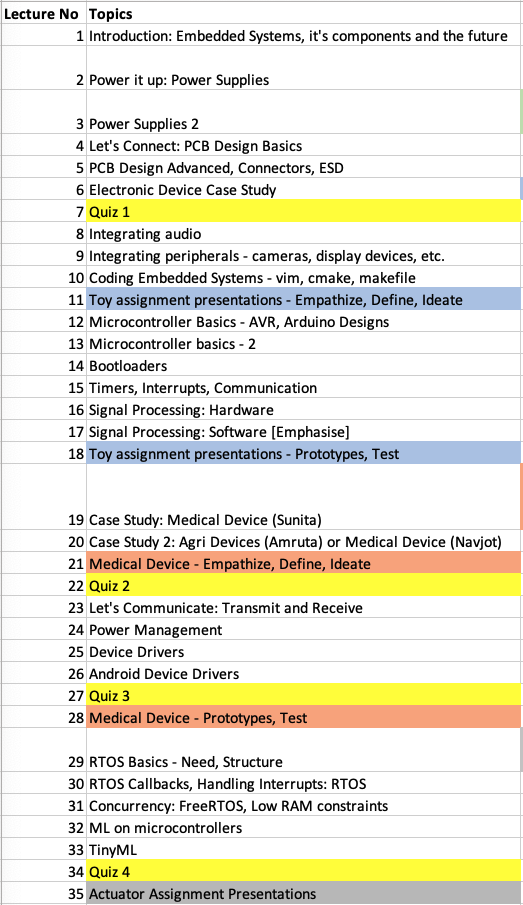 Lecture No Topics
1 Introduction: Embedded Systems, it's components and the future
2 Power it up: Power Supplies
3 Power Supplies 2
4 Let's Connect: PCB Design Basics
5 PCB Design Advanced, Connectors, ESD
6 Electronic Device Case Study
7 Quiz 1
8 Integrating audio
9 Integrating peripherals - cameras, display devices, etc.
10 Coding Embedded Systems - vim, cmake, makefile
11 Toy assignment presentations - Empathize, Define, Ideate
12 Microcontroller Basics - AVR, Arduino Designs
13 Microcontroller basics - 2
14 Bootloaders
15 Timers, Interrupts, Communication
16 Signal Processing: Hardware
17 Signal Processing: Software [Emphasise]
18 Toy assignment presentations - Prototypes, Test
19 Case Study: Medical Device (Sunita)
20 Case Study 2: Agri Devices (Amruta) or Medical Device (Navjot)
21 Medical Device - Empathize, Define, Ideate
22 Quiz 2
23 Let's Communicate: Transmit and Receive
24 Power Management
25 Device Drivers
26 Android Device Drivers
27 Quiz 3
28 Medical Device - Prototypes, Test
29 RTOS Basics - Need, Structure
30 RTOS Callbacks, Handling Interrupts: RTOS
31 Concurrency: FreeRTOS, Low RAM constraints
32 ML on microcontrollers
33 TinyML
34 Quiz 4
35 Actuator Assignment Presentations